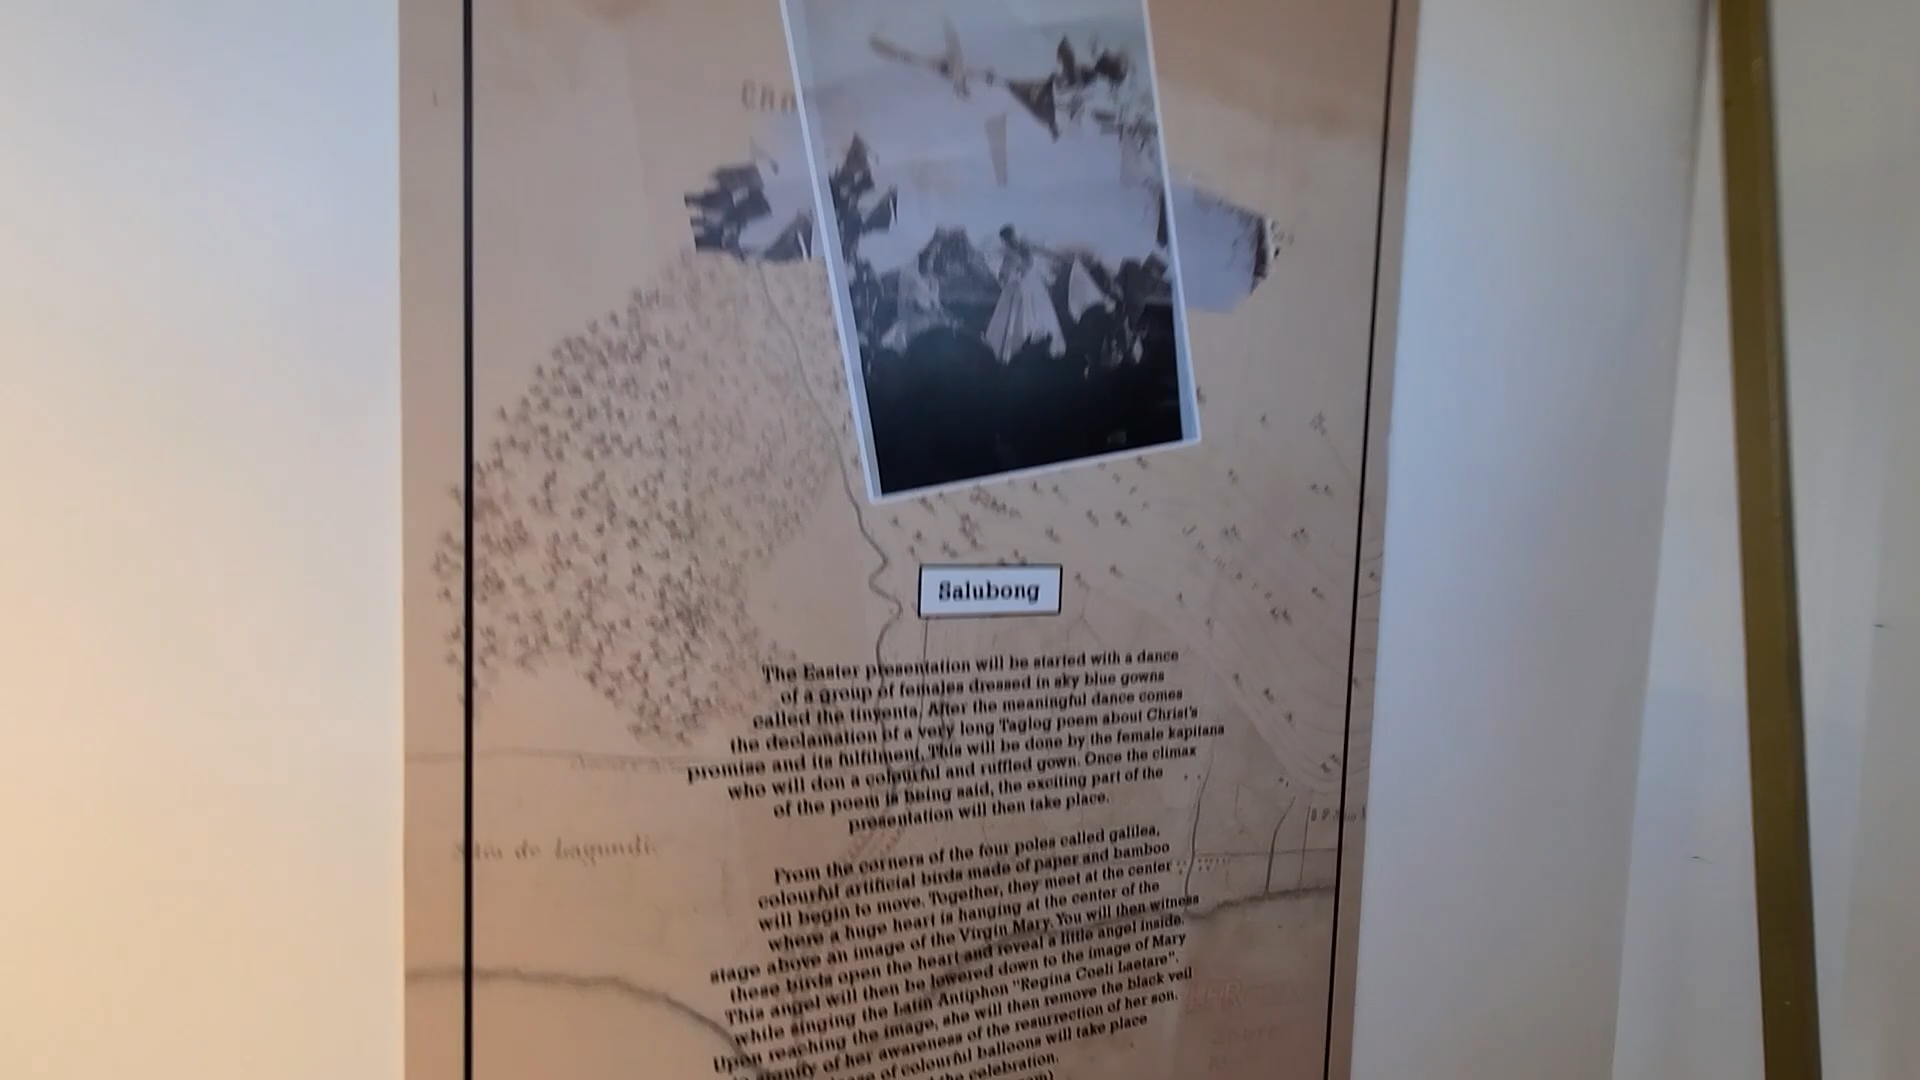 Salubong
The Easter presentation will be started with a dance
of a group of females dressed in sky blue gowns
called the tinyenta. After the meaningful dance comes
the declamation of a very long Taglog poem about Christ's
promise and its fulfilment. This will be done by the female kapitana
who will don a colourful and ruffled gown. Once the climax
of the poem is being said, the exciting part of the
presentation will then take place.
From the corners of the four poles called galilea,
colourful artificial birds made of paper and bamboo
will begin to move. Together, they meet at the center
where a huge heart is hanging at the center of the
stage above an image of the Virgin Mary. You will then witness
these birds open the heart and reveal a little angel inside.
This angel will then be lowered down to the image of Mary
while singing the Latin Antiphon "Regina Coeli Laetare".
Upon reaching the image, she will then remove the black veil
to signify of her awareness of the resurrection of her son.
of colourful balloons will take place
the celebration.
de Lagundi